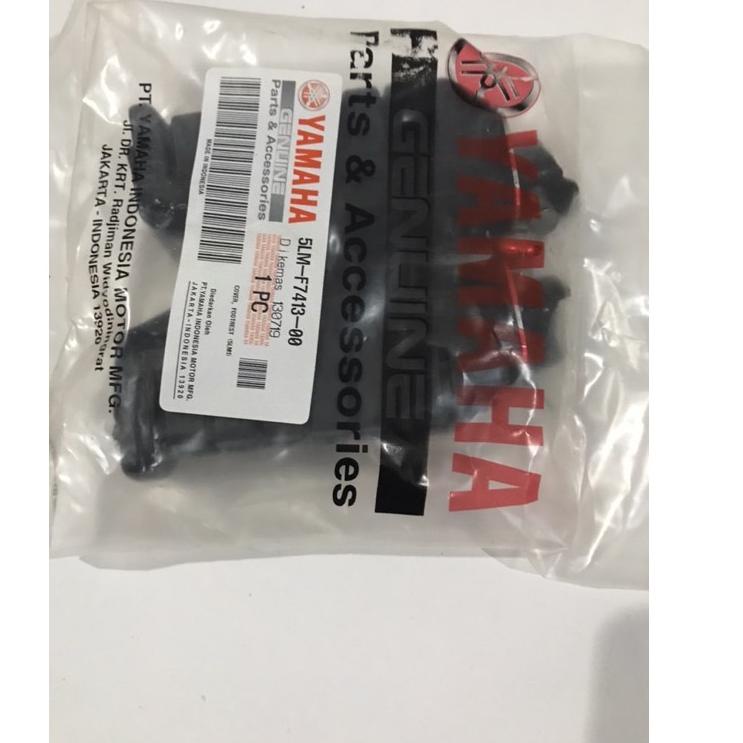 YAMAHA
GENUINE
Parts & Accessories
MADE IN INDONESIA
5LM-F7413-00
Dikemas 130719
1 PC
COVER, FOOTREST (5LM1)
Diedarkan Oleh
PT.YAMAHA INDONESIA MOTOR MFG.
JAKARTA-INDONESIA 13920
YAMAHA
GENUINE
Parts & Accessories
PT. YAMAHA INDONESIA MOTOR MFG.
Jl. DR. KRT. Radjiman
JAKARTA - INDONESIA 13920